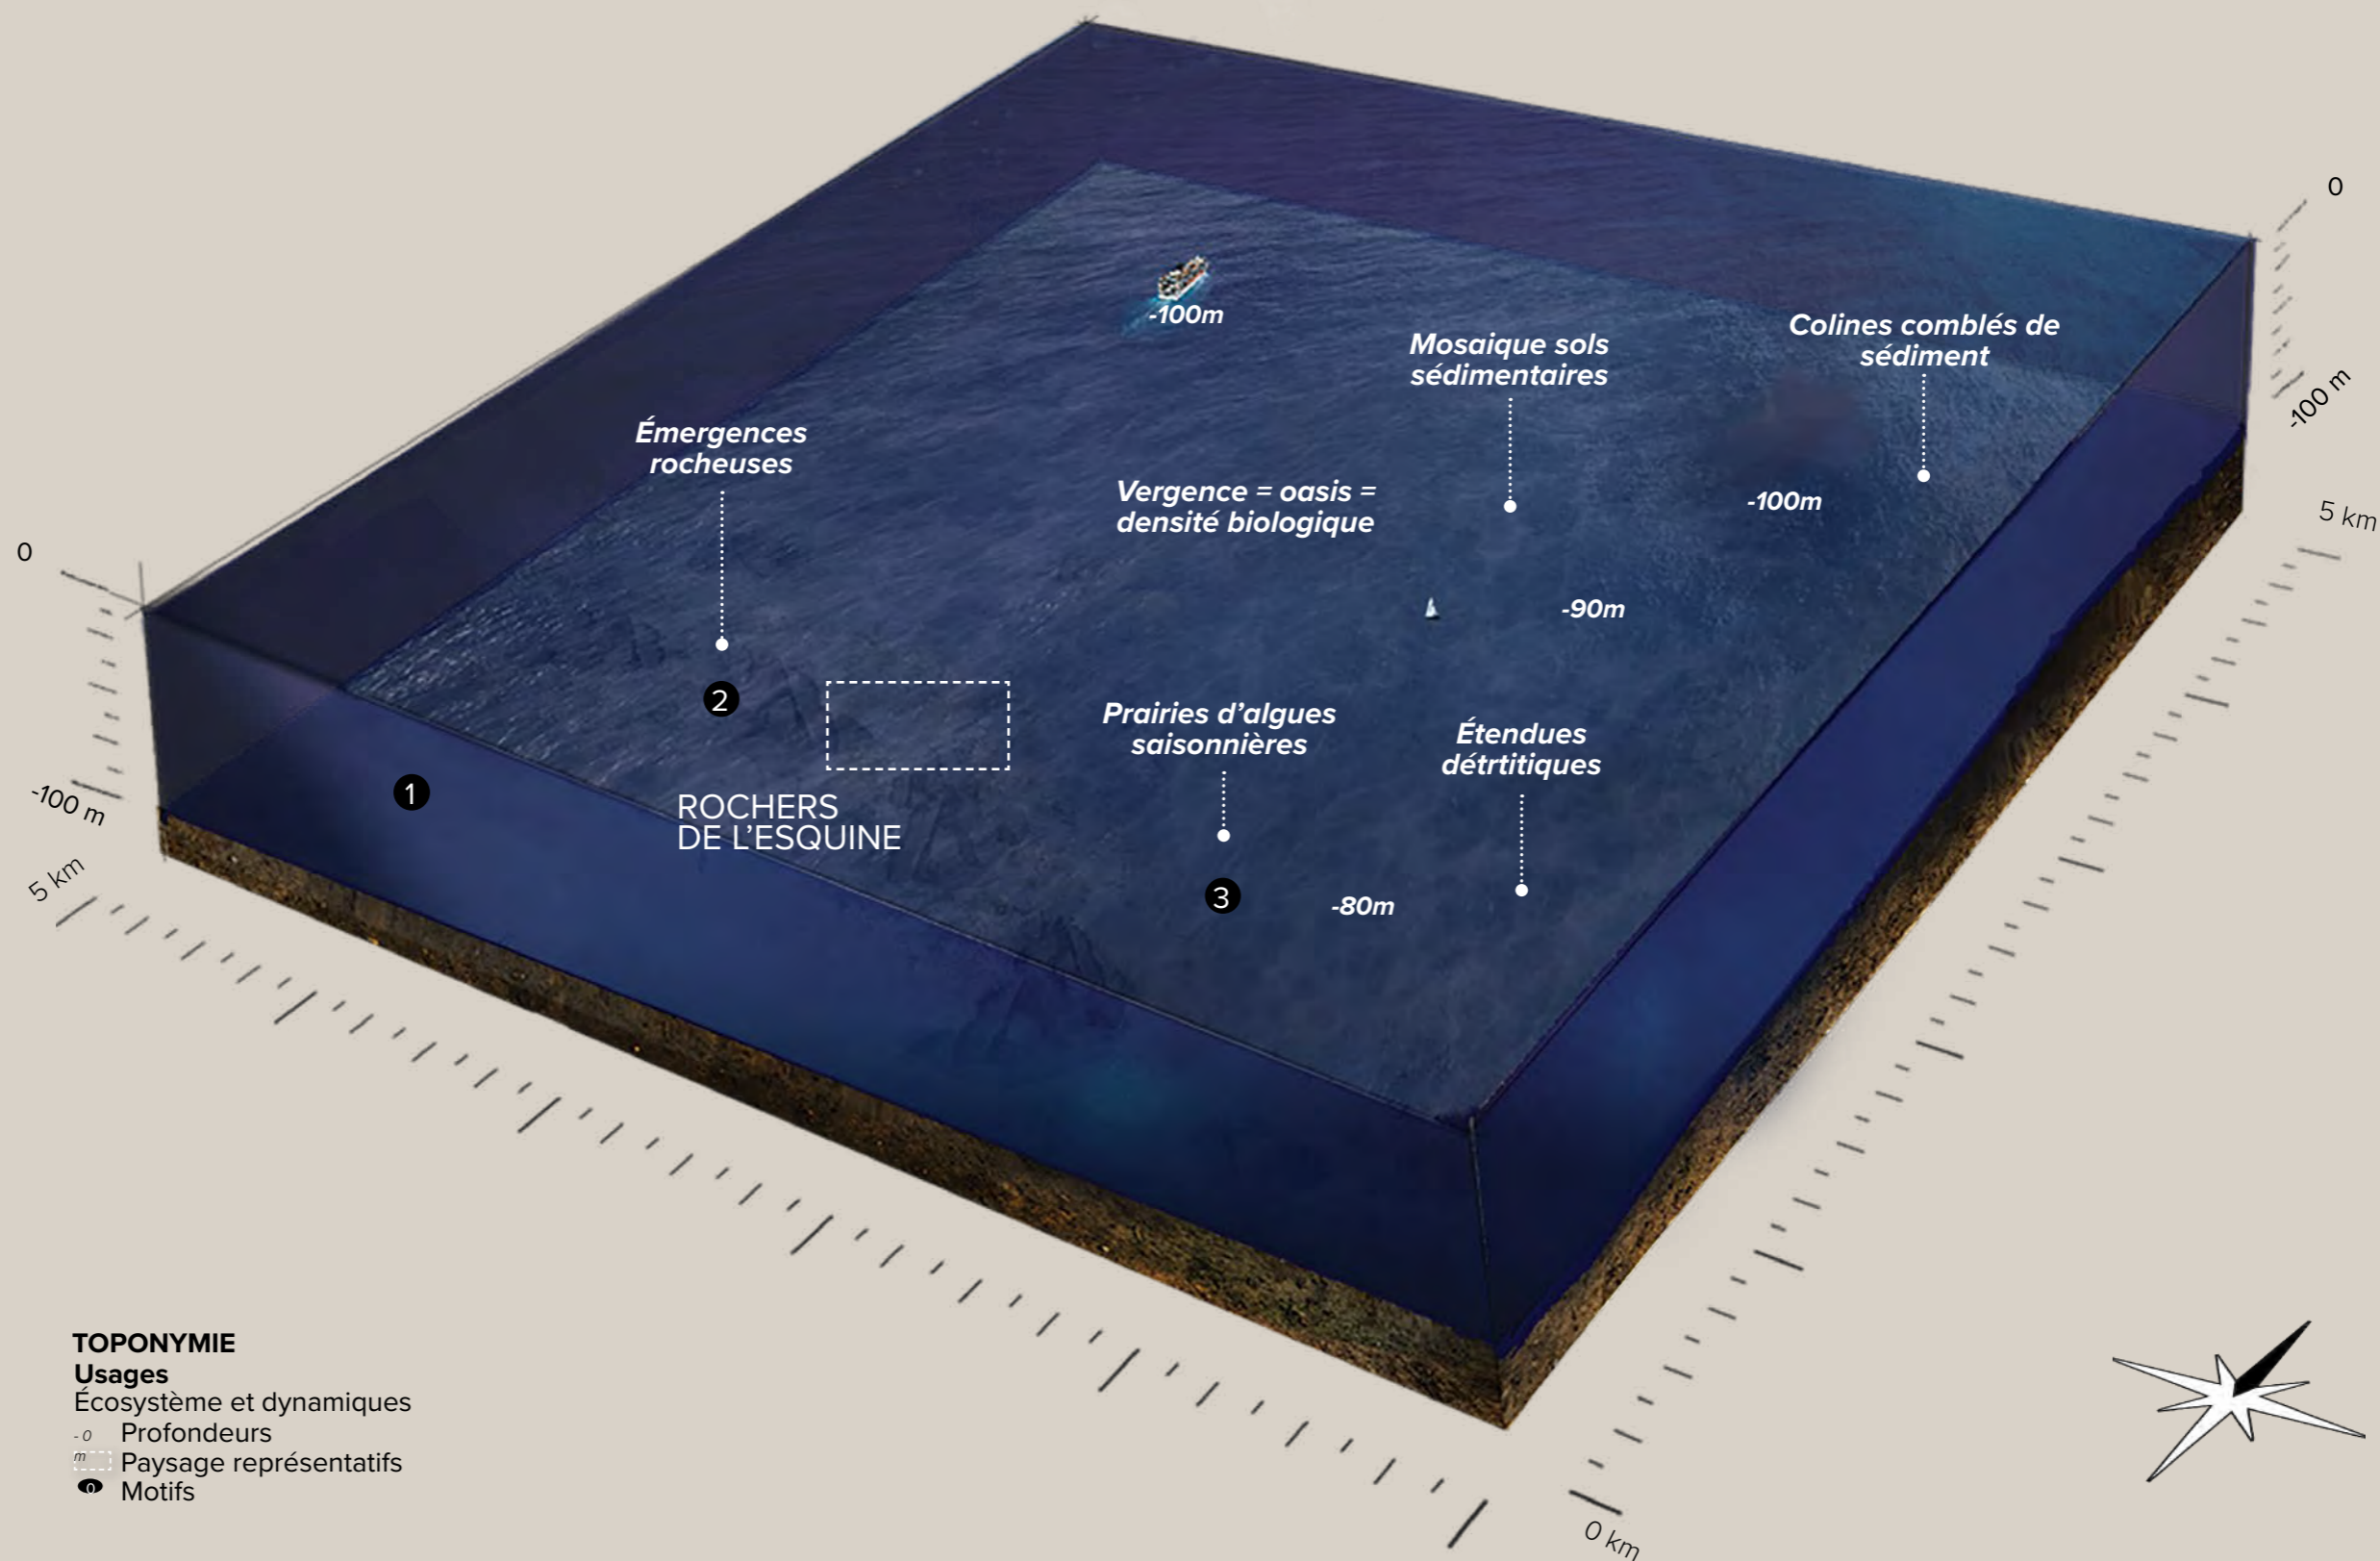 0
-100m
Colines comblés de
sédiment
Mosaique sols
sédimentaires
-100 m
Émergences
rocheuses
Vergence = oasis =
densité biologique
-100m
5 km
0
-90m
2
Prairies d’algues
saisonnières
Étendues
détrtitiques
1
-100 m
ROCHERS
DE L’ESQUINE
5 km
3
-80m
TOPONYMIE
Usages
Écosystème et dynamiques
- 0
m
Profondeurs
Paysage représentatifs
0
Motifs
0 km